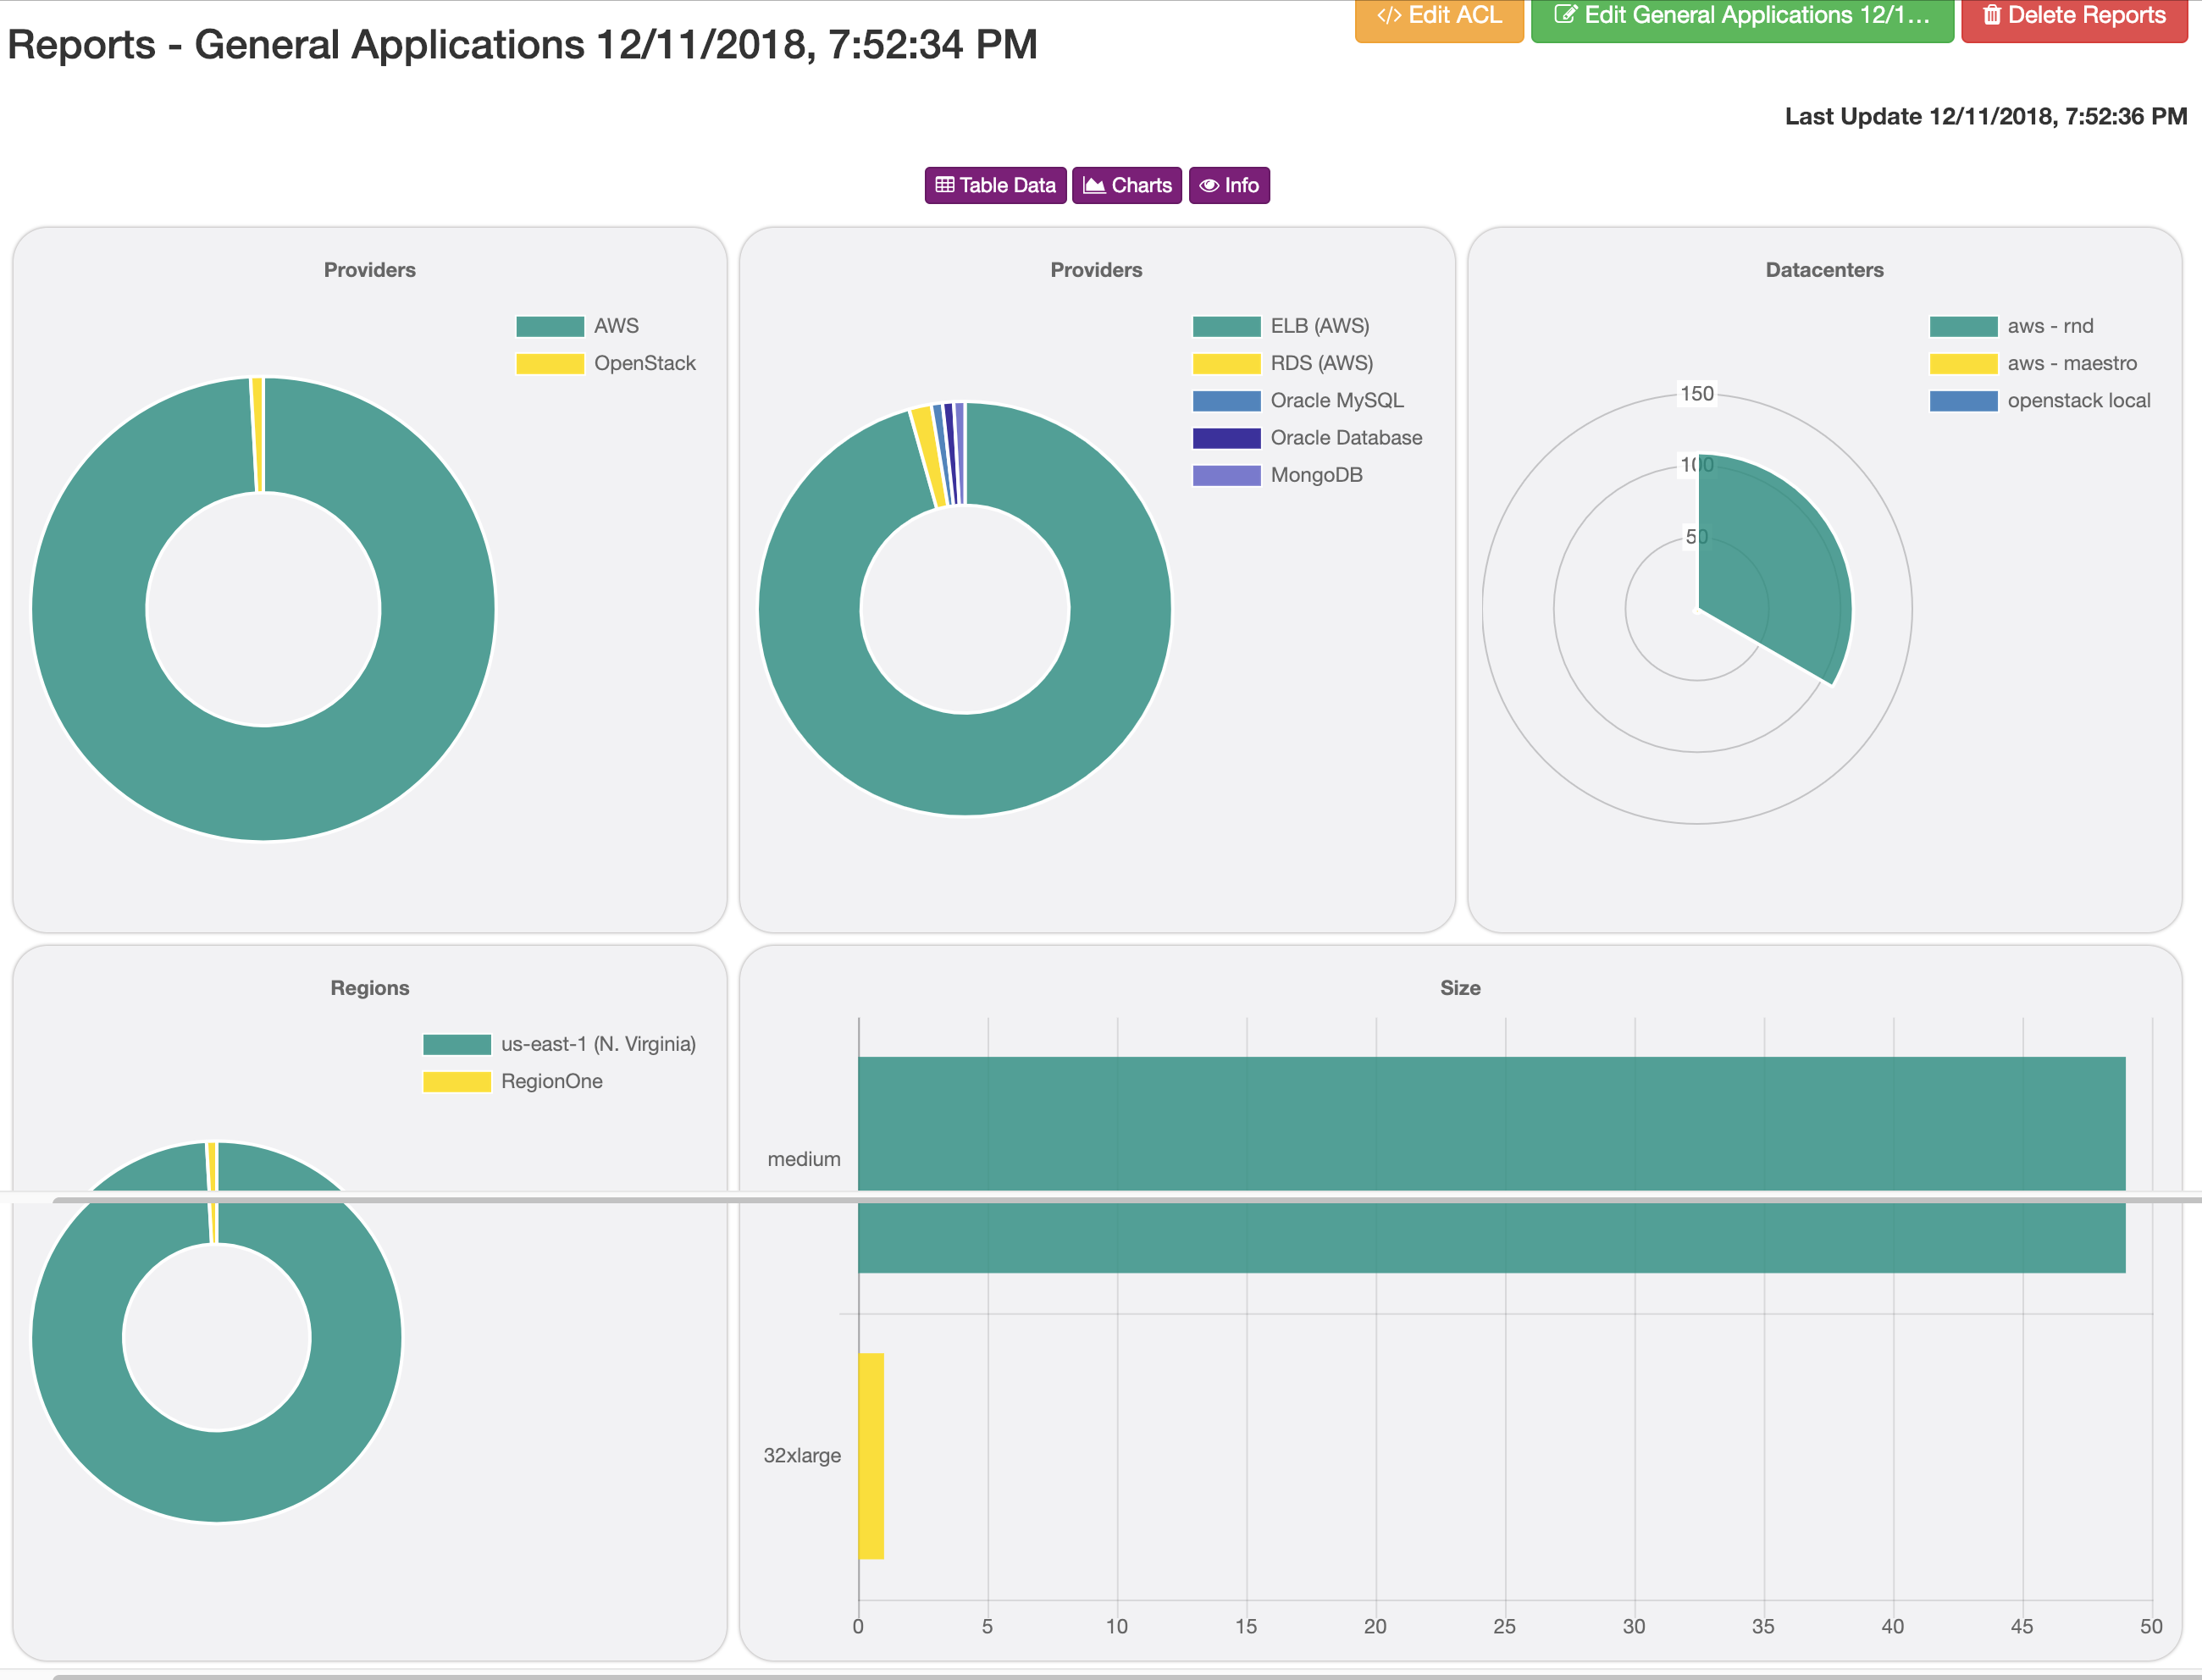 Reports - General Applications 12/11/2018, 7:52:34 PM
Edit ACL
Edit General Applications 12/1...
Delete Reports
Last Update 12/11/2018, 7:52:36 PM
Table Data
Charts
Info
Providers
AWS
OpenStack
Providers
ELB (AWS)
RDS (AWS)
Oracle MySQL
Oracle Database
MongoDB
Datacenters
aws - rnd
aws - maestro
openstack local
150
100
50
Regions
us-east-1 (N. Virginia)
RegionOne
Size
medium
32xlarge
0 5 10 15 20 25 30 35 40 45 50